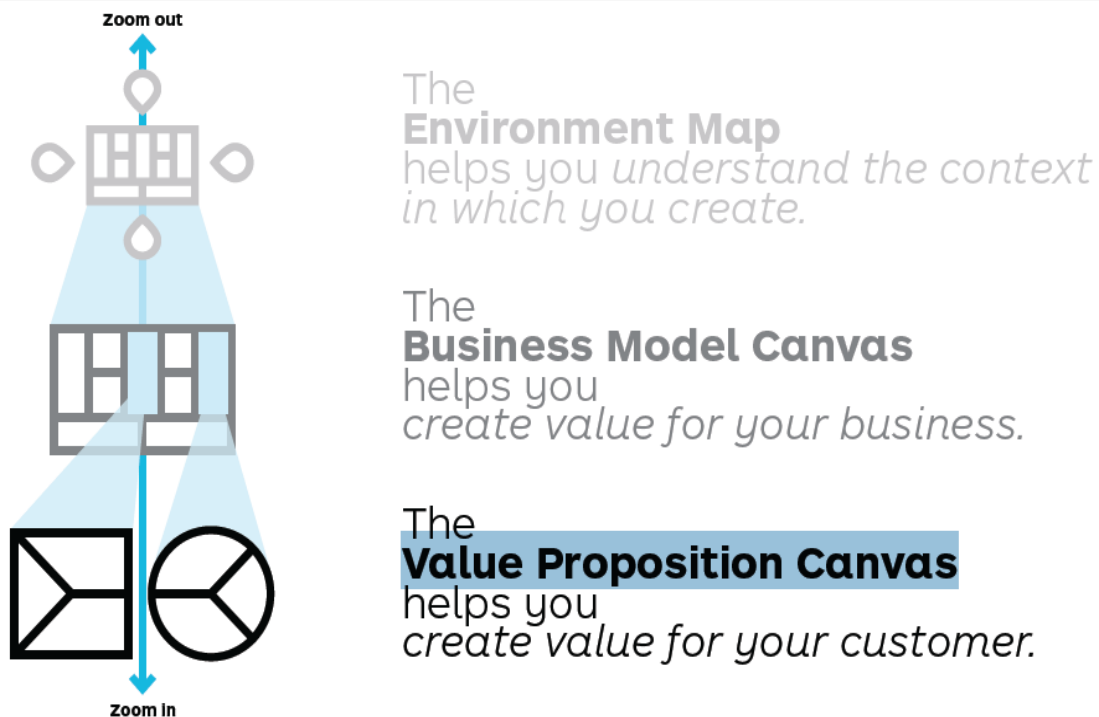 Zoom out
The
Environment Map
helps you understand the context
in which you create.
The
Business Model Canvas
helps you
create value for your business.
The
Value Proposition Canvas
helps you
create value for your customer.
Zoom in